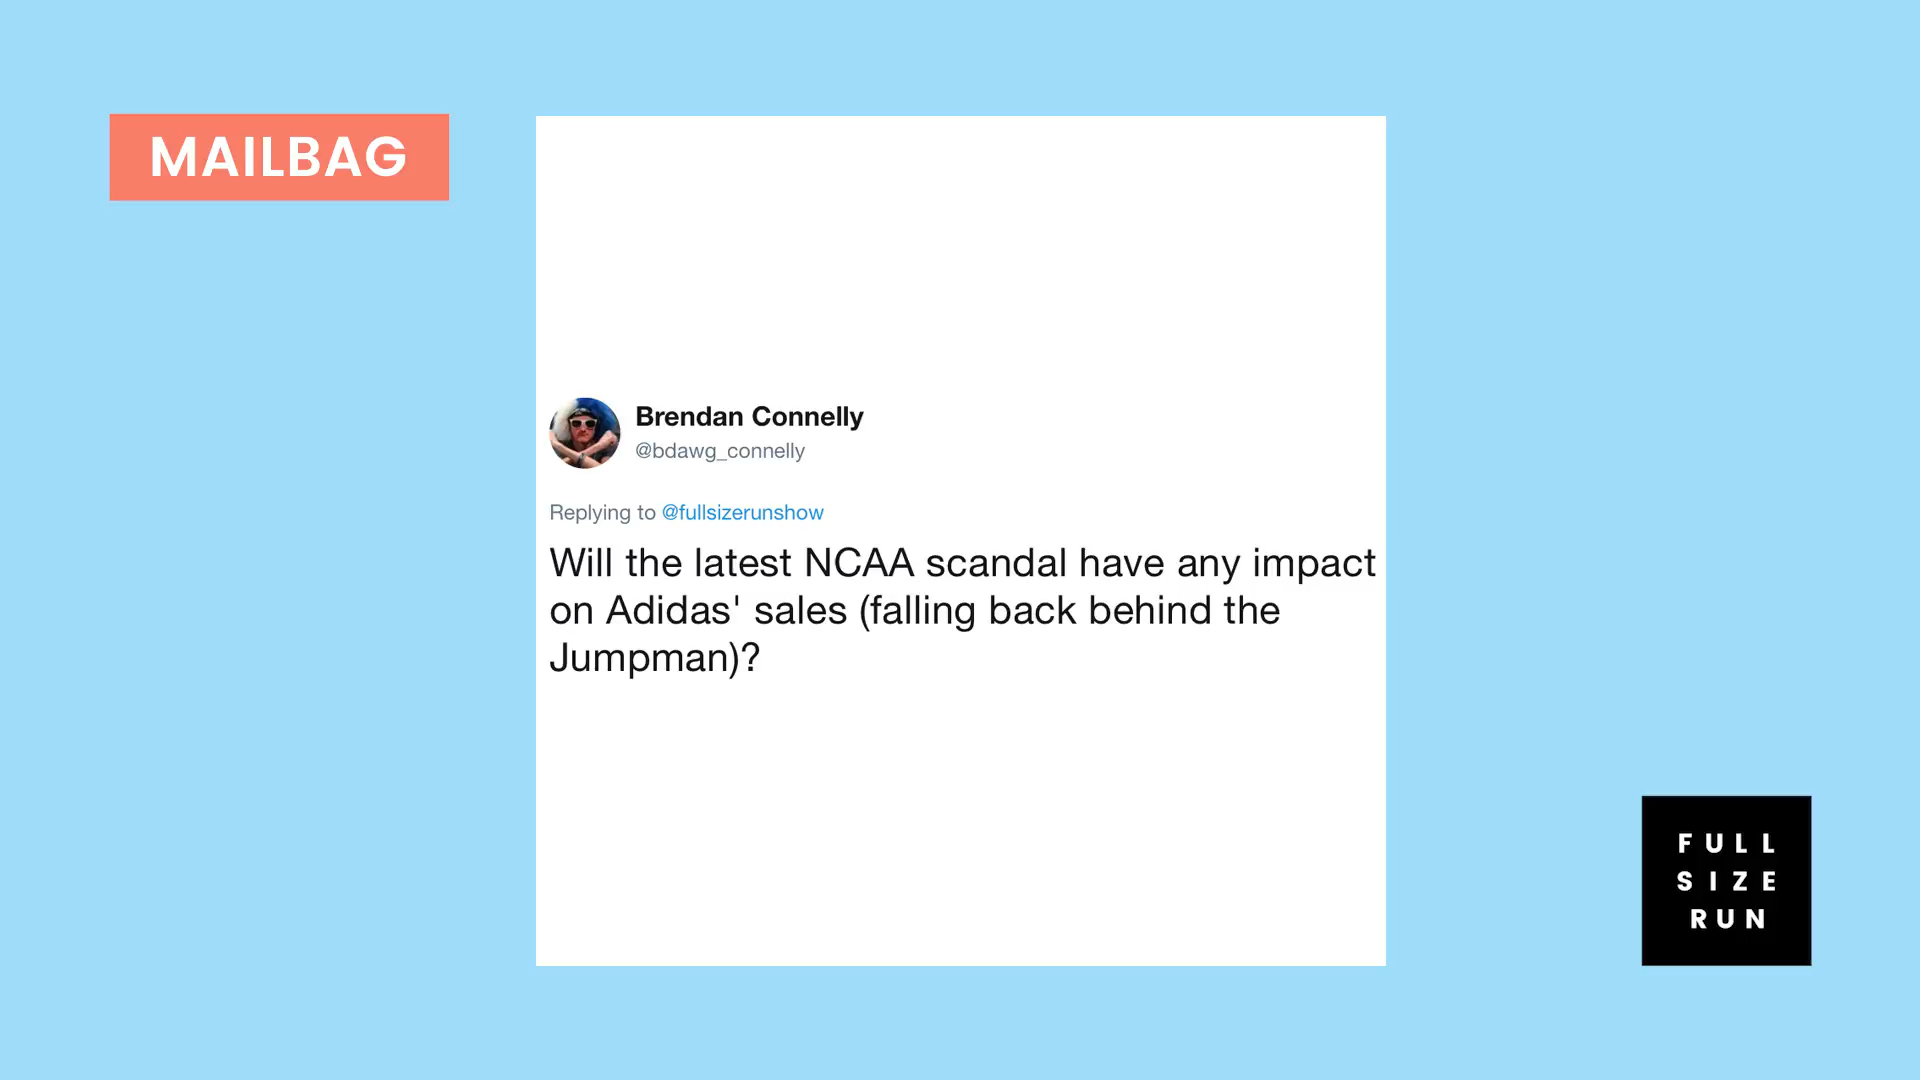 MAILBAG
Brendan Connelly
@bdawg_connelly
Replying to @fullsizerunshow
Will the latest NCAA scandal have any impact
on Adidas' sales (falling back behind the
Jumpman)?
FULL
SIZE
RUN